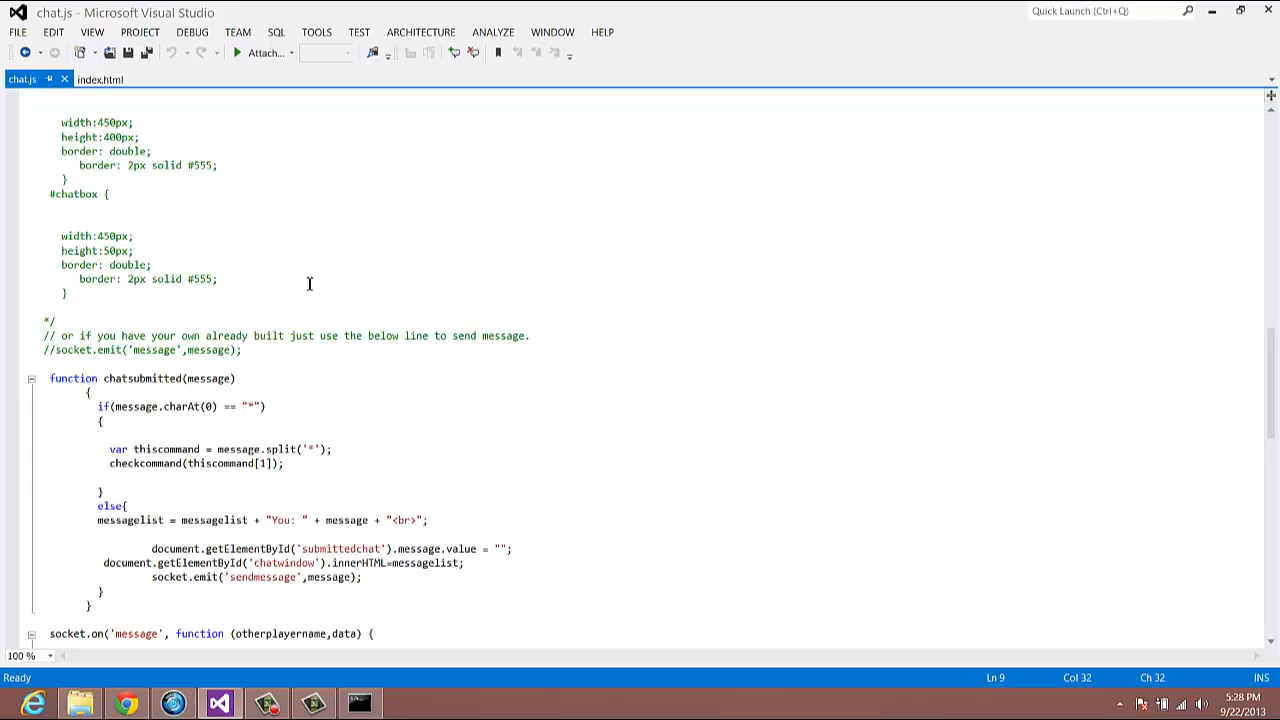 chat.js - Microsoft Visual Studio
Quick Launch (Ctrl+Q)
FILE EDIT VIEW PROJECT DEBUG TEAM SQL TOOLS TEST ARCHITECTURE ANALYZE WINDOW HELP
Attach...
chat.js index.html
width:450px;
height:400px;
border: double;
border: 2px solid #555;
}
#chatbox {
width:450px;
height:50px;
border: double;
border: 2px solid #555;
}
*/
// or if you have your own already built just use the below line to send message.
//socket.emit('message',message);
function chatsubmitted(message)
{
if(message.charAt(0) == "*")
{
var thiscommand = message.split('*');
checkcommand(thiscommand[1]);
}
else{
messagelist = messagelist + "You: " + message + "<br>";
document.getElementById('submittedchat').message.value = "";
document.getElementById('chatwindow').innerHTML=messagelist;
socket.emit('sendmessage',message);
}
}
socket.on('message', function (otherplayername,data) {
100 %
Ready Ln 9 Col 32 Ch 32 INS
5:28 PM
9/22/2013